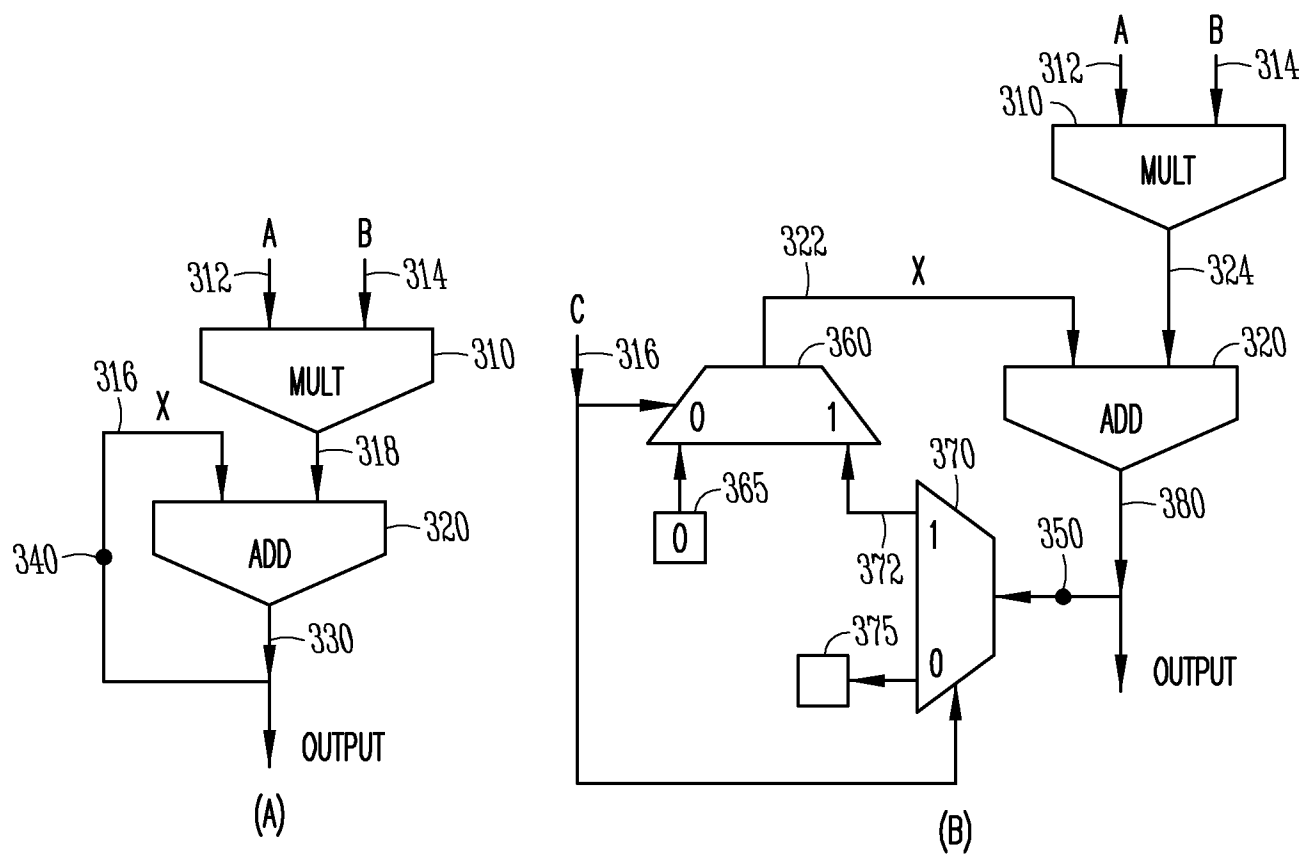 A B
312 314
310
MULT
316 X
318
320
ADD
340
330
OUTPUT
(A)
A B
312 314
310
MULT
322 X 324
C
316 360 320
0 1
ADD
370
365
0
380
1
372 350
375
0
OUTPUT
(B)